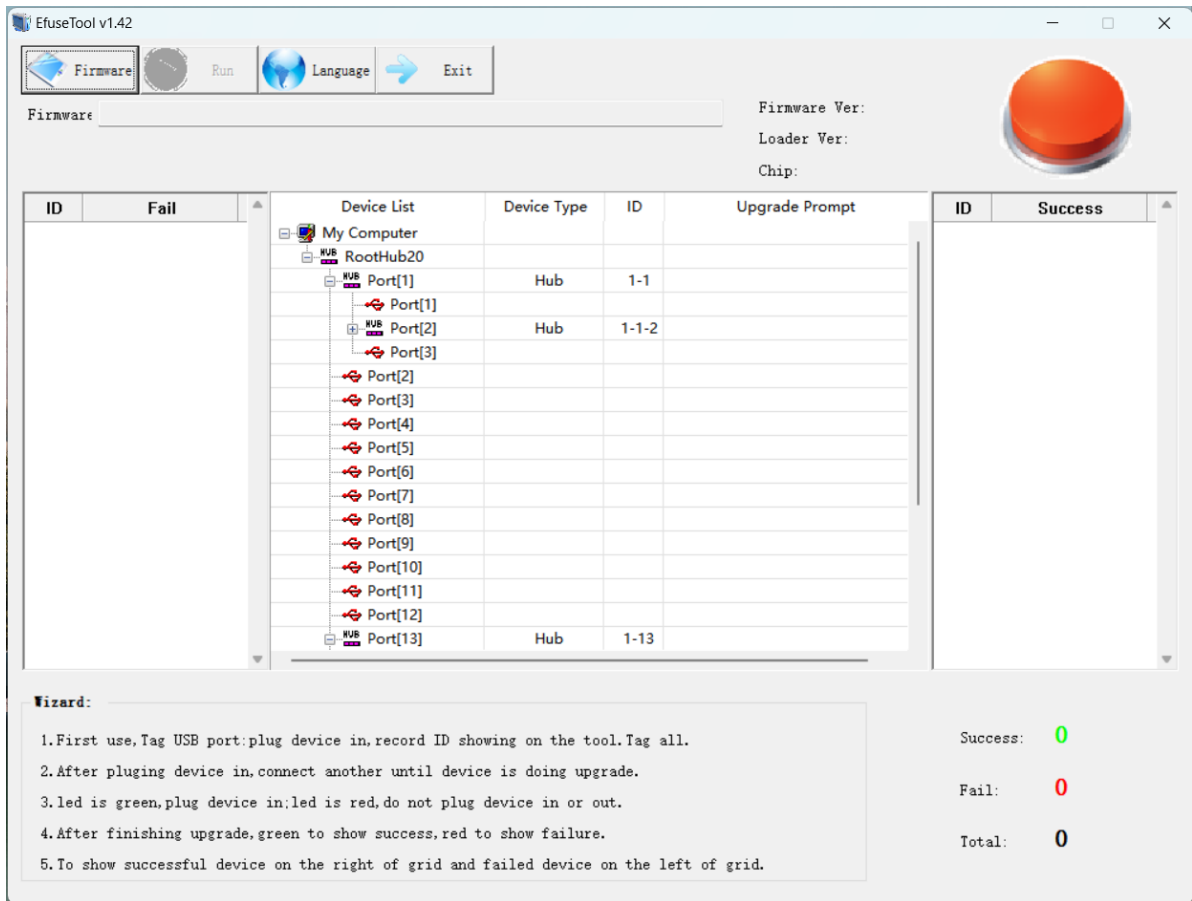 EfuseTool v1.42
Firmware Run Language Exit
Firmware
Firmware Ver:
Loader Ver:
Chip:
ID Fail
Device List Device Type ID Upgrade Prompt
ID Success
My Computer
HUB RootHub20
HUB Port[1] Hub 1-1
Port[1]
HUB Port[2] Hub 1-1-2
Port[3]
Port[2]
Port[3]
Port[4]
Port[5]
Port[6]
Port[7]
Port[8]
Port[9]
Port[10]
Port[11]
Port[12]
HUB Port[13] Hub 1-13
Wizard:
1.First use,Tag USB port:plug device in,record ID showing on the tool.Tag all.
2.After pluging device in,connect another until device is doing upgrade.
3.led is green,plug device in;led is red,do not plug device in or out.
4.After finishing upgrade,green to show success,red to show failure.
5.To show successful device on the right of grid and failed device on the left of grid.
Success: 0
Fail: 0
Total: 0